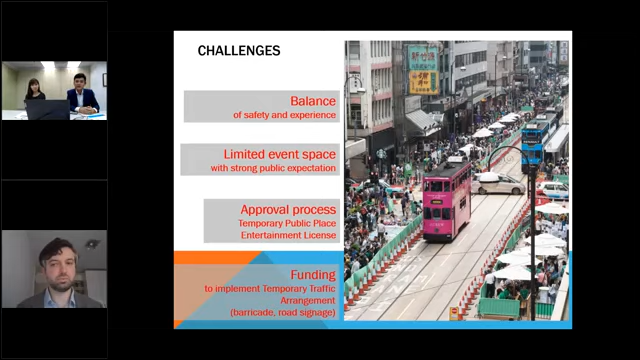 CHALLENGES
Balance
of safety and experience
Limited event space
with strong public expectation
Approval process
Temporary Public Place
Entertainment License
Funding
to implement Temporary Traffic
Arrangement
(barricade, road signage)